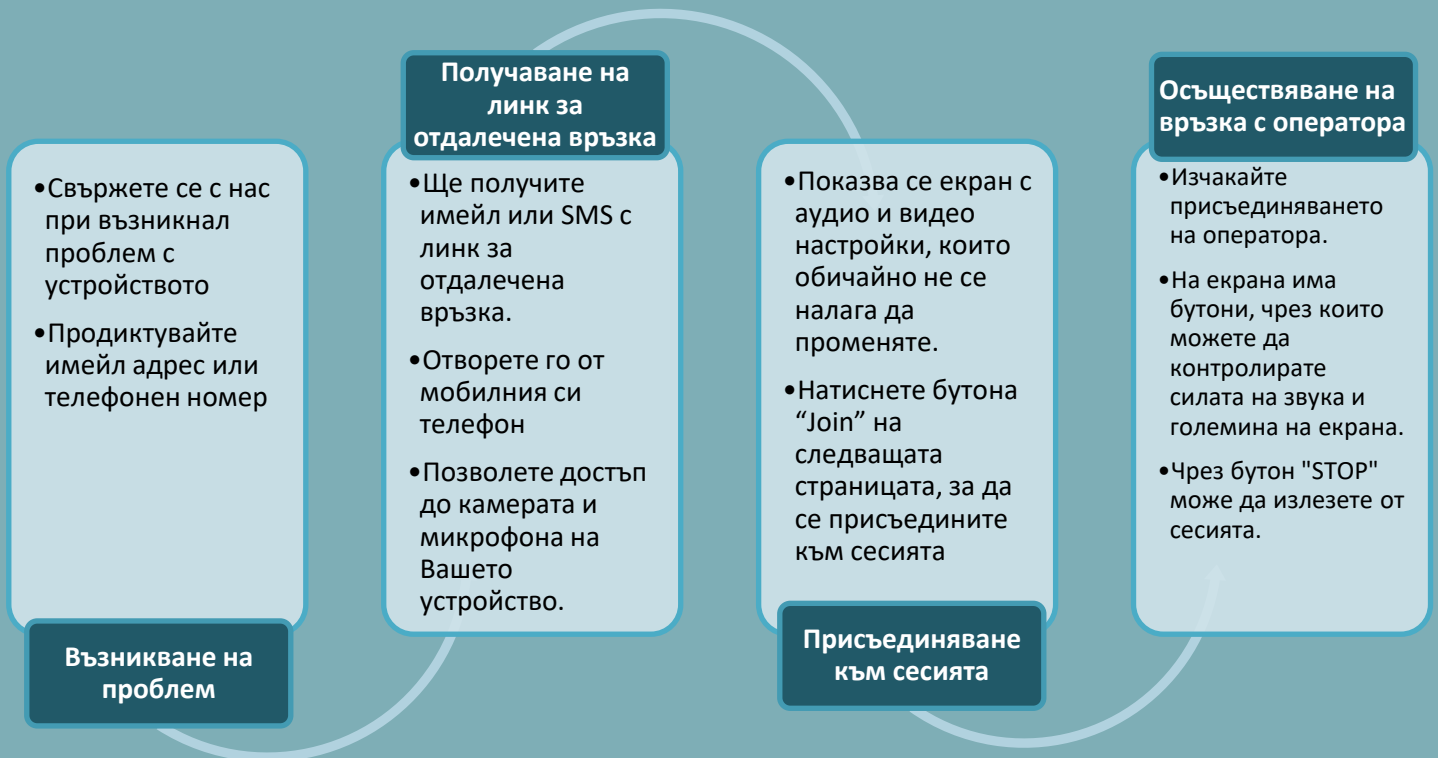 •Свържете се с нас
при възникнал
проблем с
устройството
•Продиктувайте
имейл адрес или
телефонен номер
Възникване на
проблем
Получаване на
линк за
отдалечена връзка
•Ще получите
имейл или SMS с
линк за
отдалечена
връзка.
•Отворете го от
мобилния си
телефон
•Позволете достъп
до камерата и
микрофона на
Вашето
устройство.
•Показва се екран с
аудио и видео
настройки, които
обичайно не се
налага да
променяте.
•Натиснете бутона
“Join” на
следващата
страницата, за да
се присъедините
към сесията
Присъединяване
към сесията
Осъществяване на
връзка с оператора
•Изчакайте
присъединяването
на оператора.
•На екрана има
бутони, чрез които
можете да
контролирате
силата на звука и
големина на екрана.
•Чрез бутон "STOP"
може да излезете от
сесията.